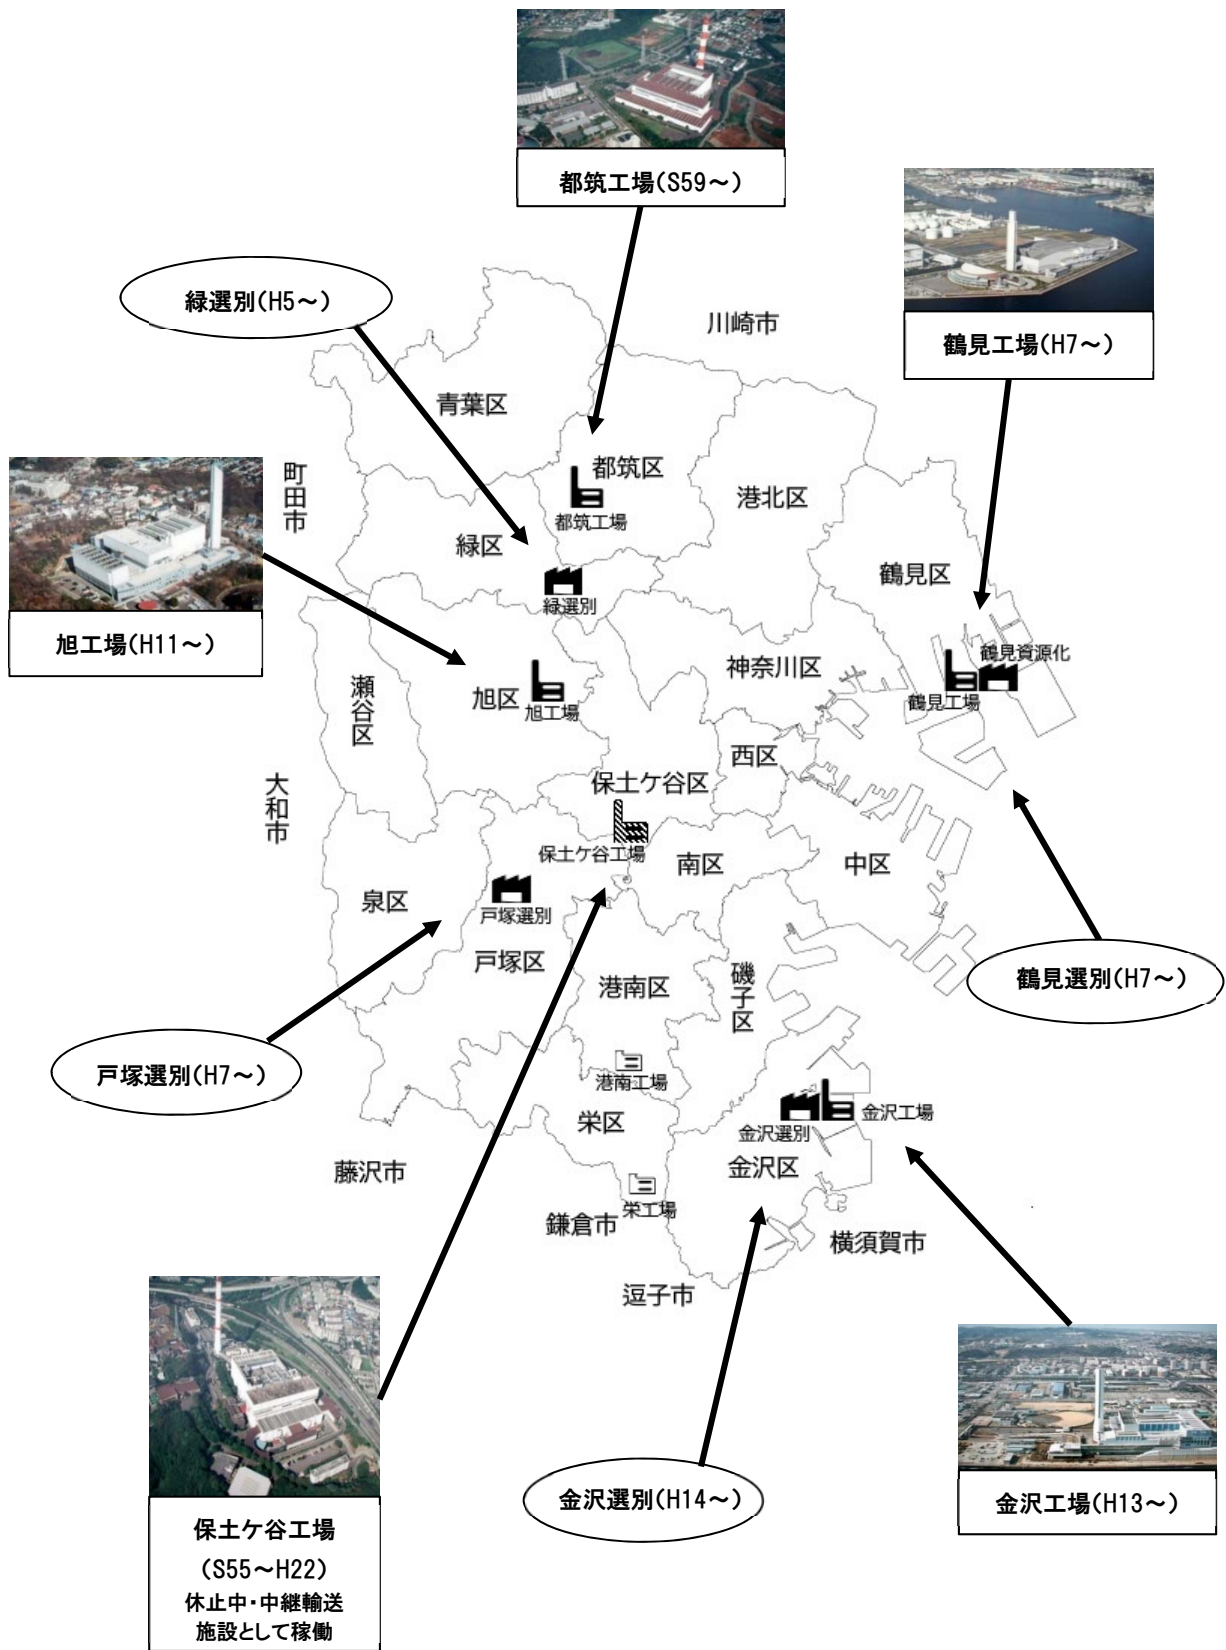 都筑工場(S59～)
鶴見工場(H7～)
緑選別(H5～)
川崎市
青葉区
町田市
都筑区
港北区
都筑工場
緑区
鶴見区
緑選別
旭工場(H11～)
鶴見資源化
神奈川区
瀬谷区
旭区
旭工場
鶴見工場
西区
大和市
保土ケ谷区
保土ケ谷工場
南区
中区
泉区
戸塚選別
戸塚区
港南区
磯子区
鶴見選別(H7～)
戸塚選別(H7～)
港南工場
栄区
金沢工場
金沢選別
金沢区
藤沢市
栄工場
鎌倉市
横須賀市
逗子市
金沢選別(H14～)
金沢工場(H13～)
保土ケ谷工場
(S55～H22)
休止中・中継輸送
施設として稼働